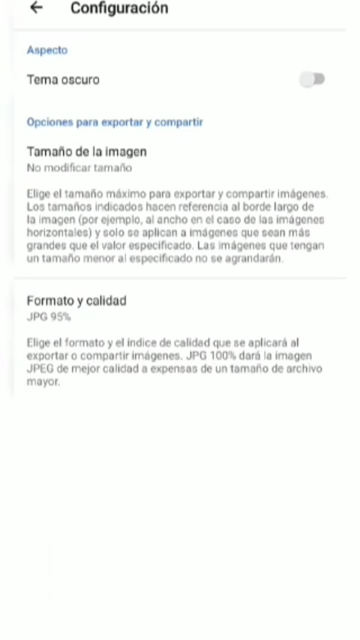 Configuración
Aspecto
Tema oscuro
Opciones para exportar y compartir
Tamaño de la imagen
No modificar tamaño
Elige el tamaño máximo para exportar y compartir imágenes.
Los tamaños indicados hacen referencia al borde largo de
la imagen (por ejemplo, al ancho en el caso de las imágenes
horizontales) y solo se aplican a imágenes que sean más
grandes que el valor especificado. Las imágenes que tengan
un tamaño menor al especificado no se agrandarán.
Formato y calidad
JPG 95%
Elige el formato y el índice de calidad que se aplicará al
exportar o compartir imágenes. JPG 100% dará la imagen
JPEG de mejor calidad a expensas de un tamaño de archivo
mayor.